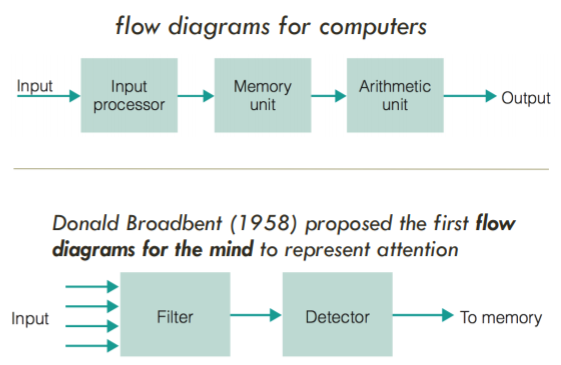 flow diagrams for computers
Input
Input
processor
Memory
unit
Arithmetic
unit
Output
Donald Broadbent (1958) proposed the first flow
diagrams for the mind to represent attention
Input
Filter
Detector
To memory